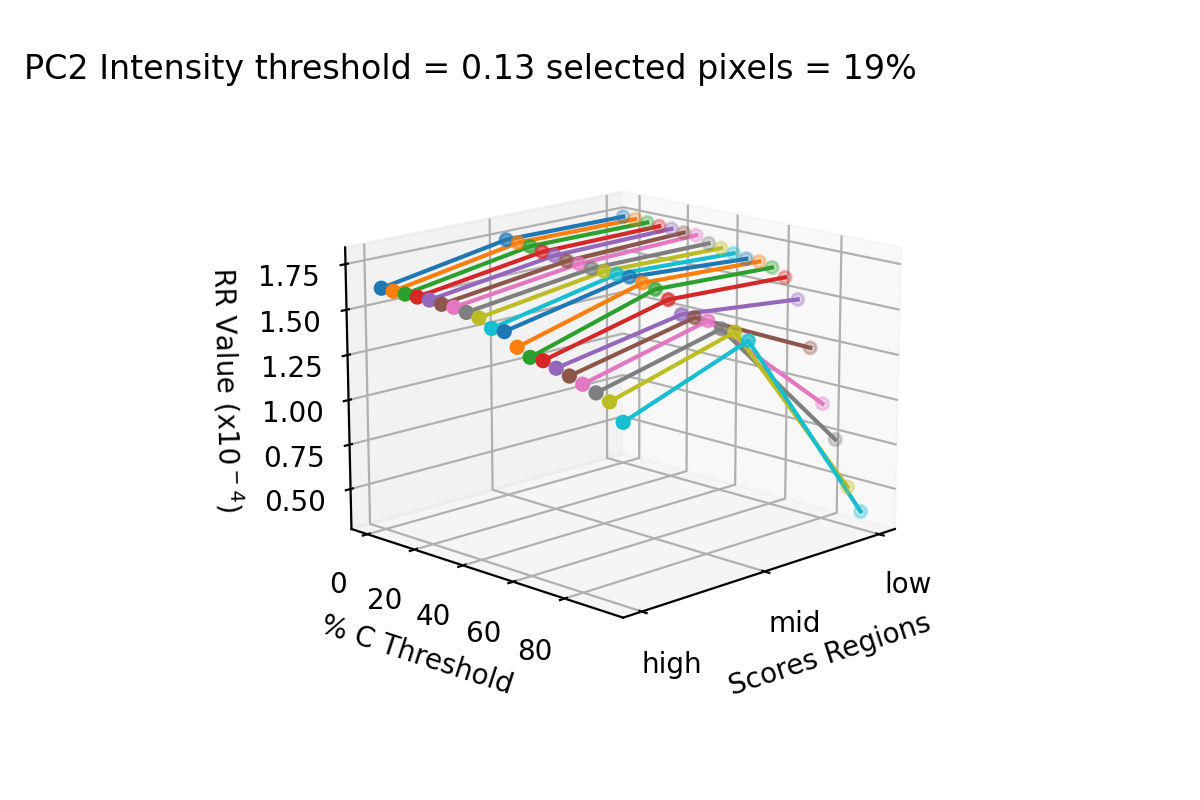 PC2 Intensity threshold = 0.13 selected pixels = 19%
RR Value (x10⁻⁴)
1.75
1.50
1.25
1.00
0.75
0.50
0
20
40
60
80
% C Threshold
high
mid
low
Scores Regions